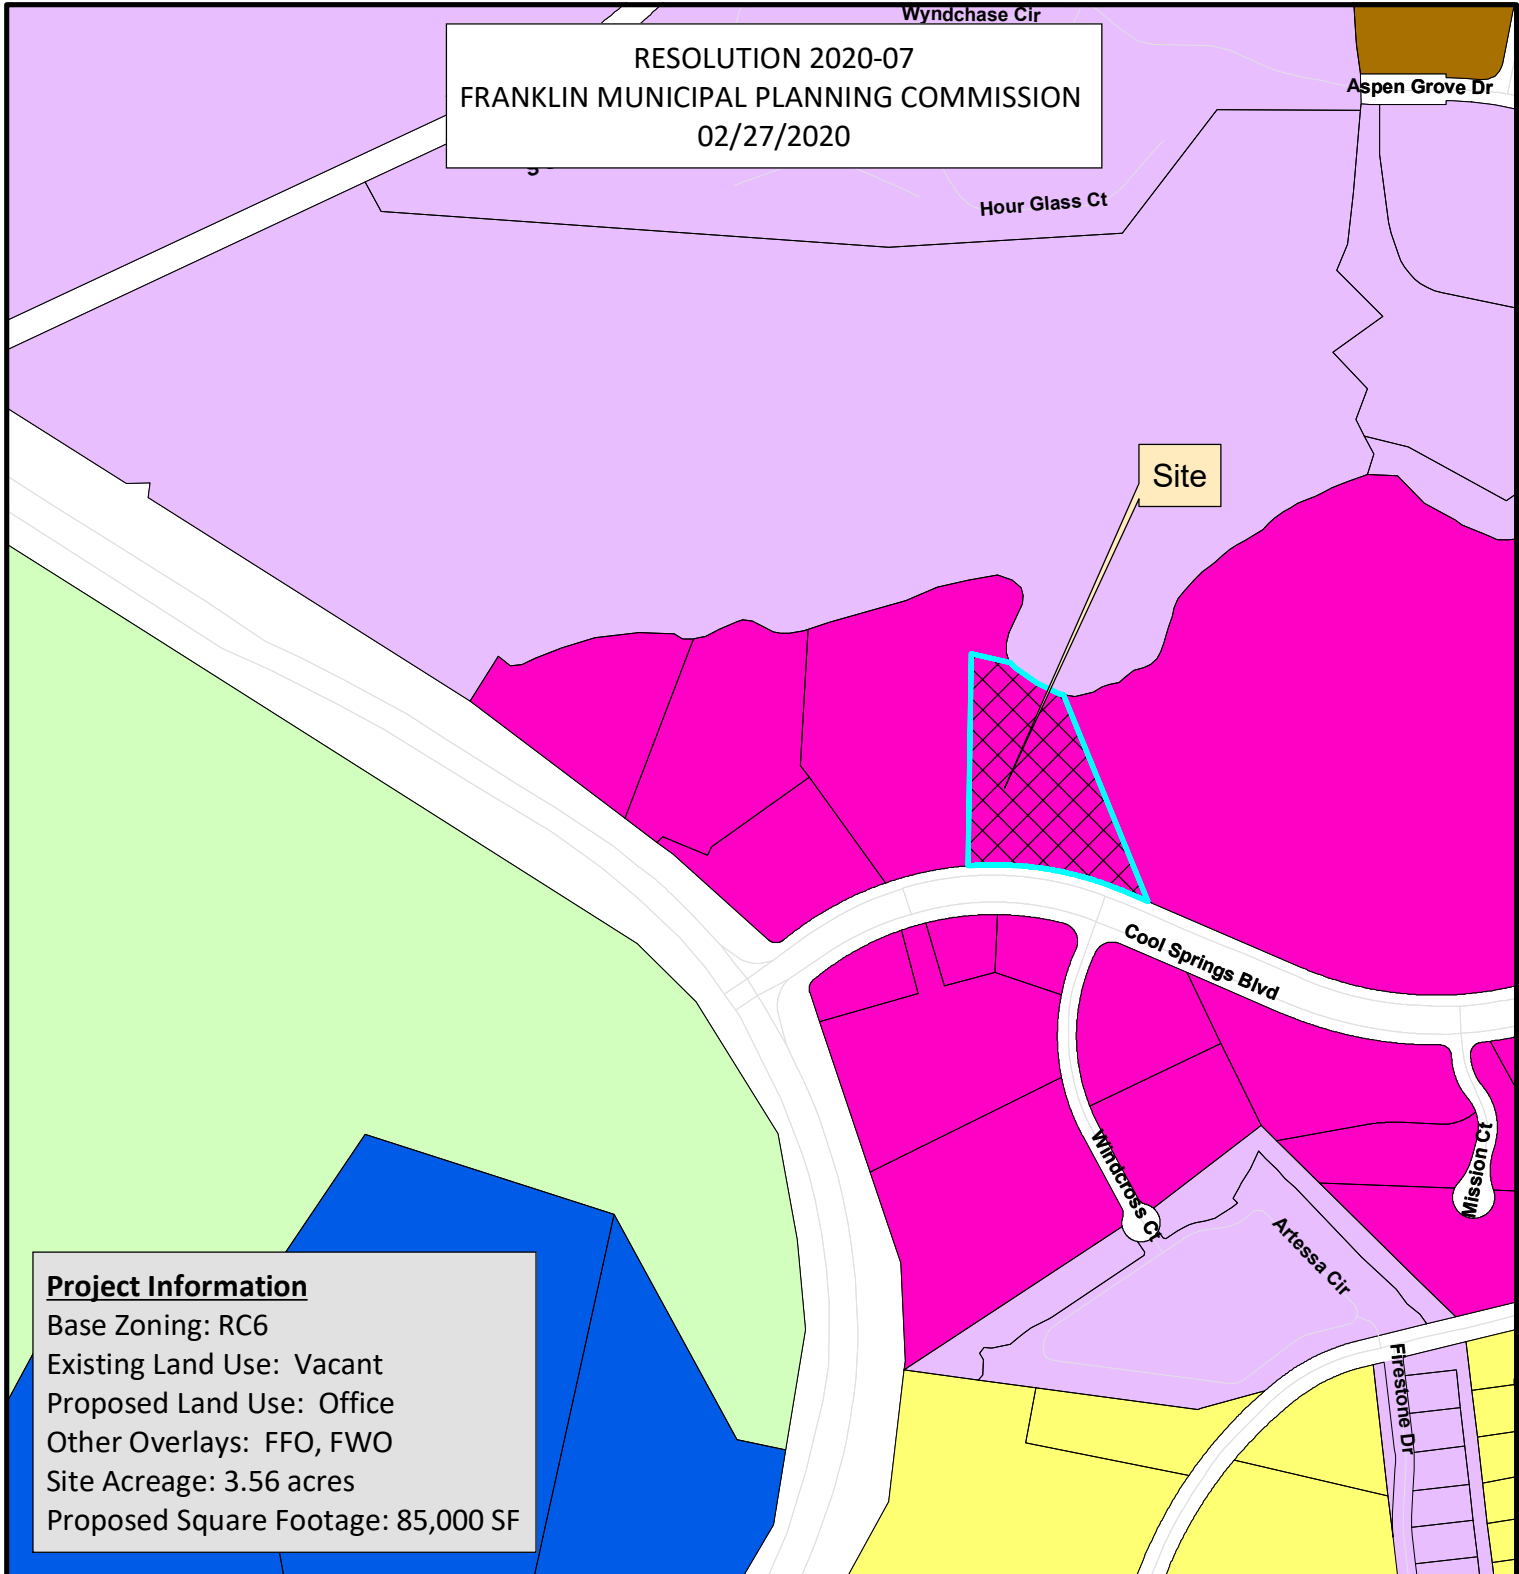 Wyndchase Cir
RESOLUTION 2020-07
FRANKLIN MUNICIPAL PLANNING COMMISSION
02/27/2020
Aspen Grove Dr
Hour Glass Ct
Site
Cool Springs Blvd
Windcross Ct
Mission Ct
Artessa Cir
Firestone Dr
Project Information
Base Zoning: RC6
Existing Land Use: Vacant
Proposed Land Use: Office
Other Overlays: FFO, FWO
Site Acreage: 3.56 acres
Proposed Square Footage: 85,000 SF